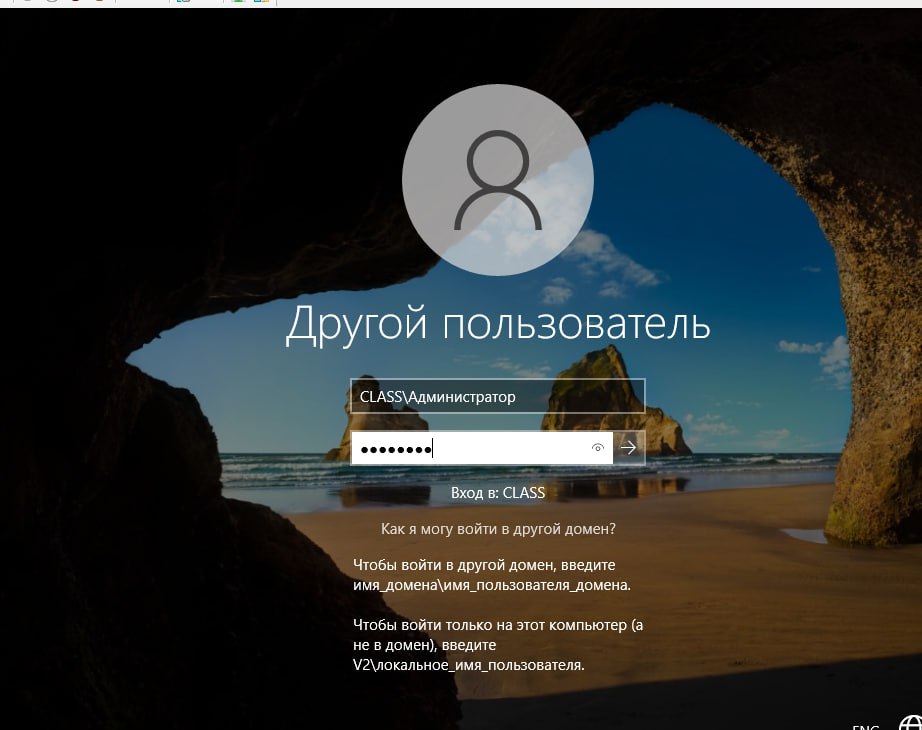 Другой пользователь
CLASS\Администратор
Вход в: CLASS
Как я могу войти в другой домен?
Чтобы войти в другой домен, введите
имя_домена\имя_пользователя_домена.
Чтобы войти только на этот компьютер (а
не в домен), введите
V2\локальное_имя_пользователя.
ENG